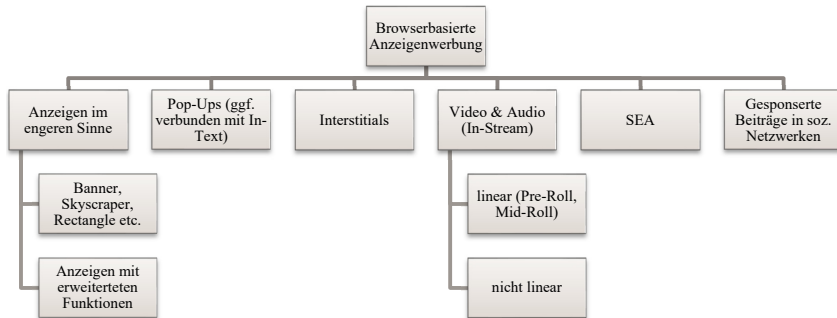 Browserbasierte
Anzeigenwerbung
Anzeigen im
engeren Sinne
Pop-Ups (ggf.
verbunden mit In-
Text)
Interstitials
Video & Audio
(In-Stream)
SEA
Gesponserte
Beiträge in soz.
Netzwerken
Banner,
Skyscraper,
Rectangle etc.
linear (Pre-Roll,
Mid-Roll)
Anzeigen mit
erweiterteten
Funktionen
nicht linear